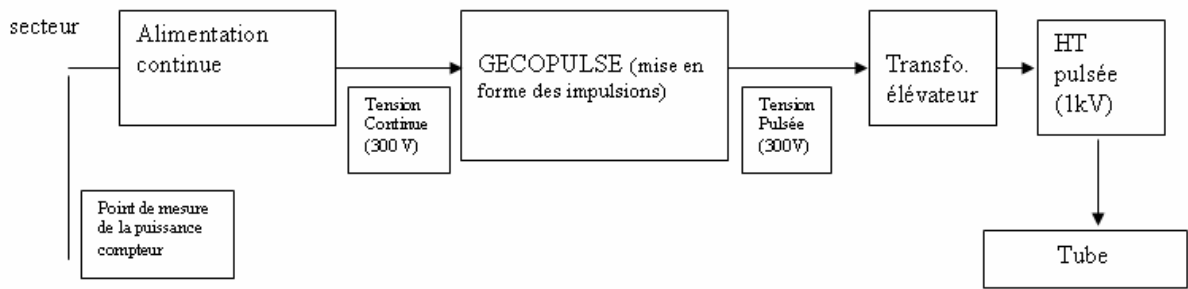 secteur
Alimentation
continue
Tension
Continue
(300 V)
GECOPULSE (mise en
forme des impulsions)
Tension
Pulsée
(300V)
Transfo.
élévateur
HT
pulsée
(1kV)
Point de mesure
de la puissance
compteur
Tube